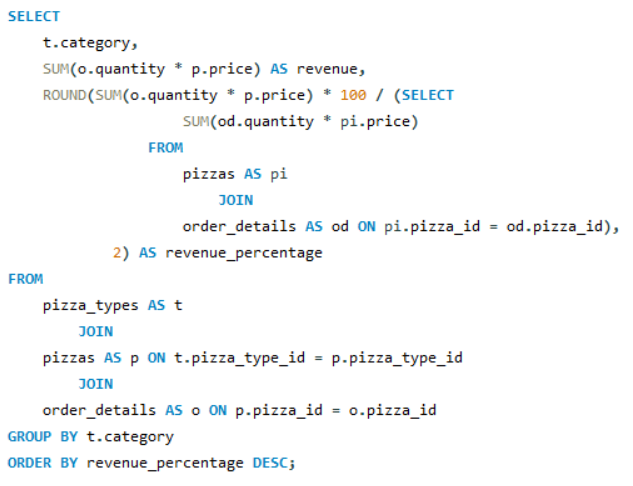 SELECT
t.category,
SUM(o.quantity * p.price) AS revenue,
ROUND(SUM(o.quantity * p.price) * 100 / (SELECT
SUM(od.quantity * pi.price)
FROM
pizzas AS pi
JOIN
order_details AS od ON pi.pizza_id = od.pizza_id),
2) AS revenue_percentage
FROM
pizza_types AS t
JOIN
pizzas AS p ON t.pizza_type_id = p.pizza_type_id
JOIN
order_details AS o ON p.pizza_id = o.pizza_id
GROUP BY t.category
ORDER BY revenue_percentage DESC;